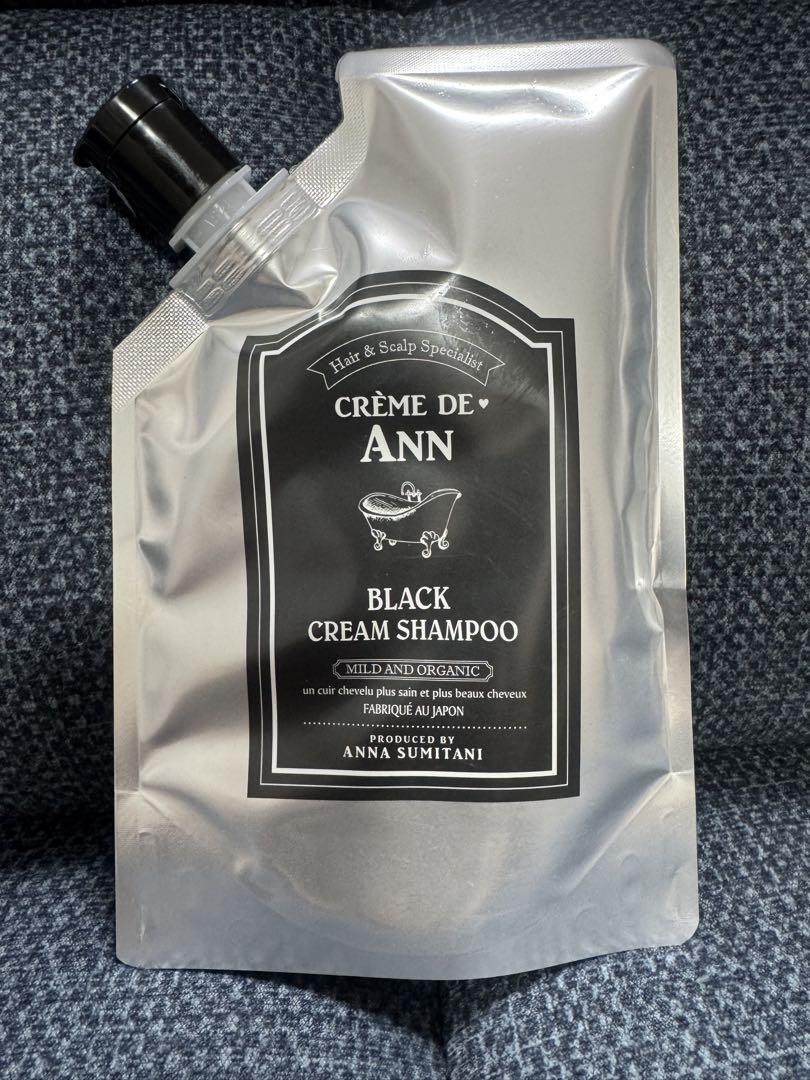 Hair & Scalp Specialist
CRÈME DE♥
ANN
BLACK
CREAM SHAMPOO
MILD AND ORGANIC
un cuir chevelu plus sain et plus beaux cheveux
FABRIQUÉ AU JAPON
PRODUCED BY
ANNA SUMITANI